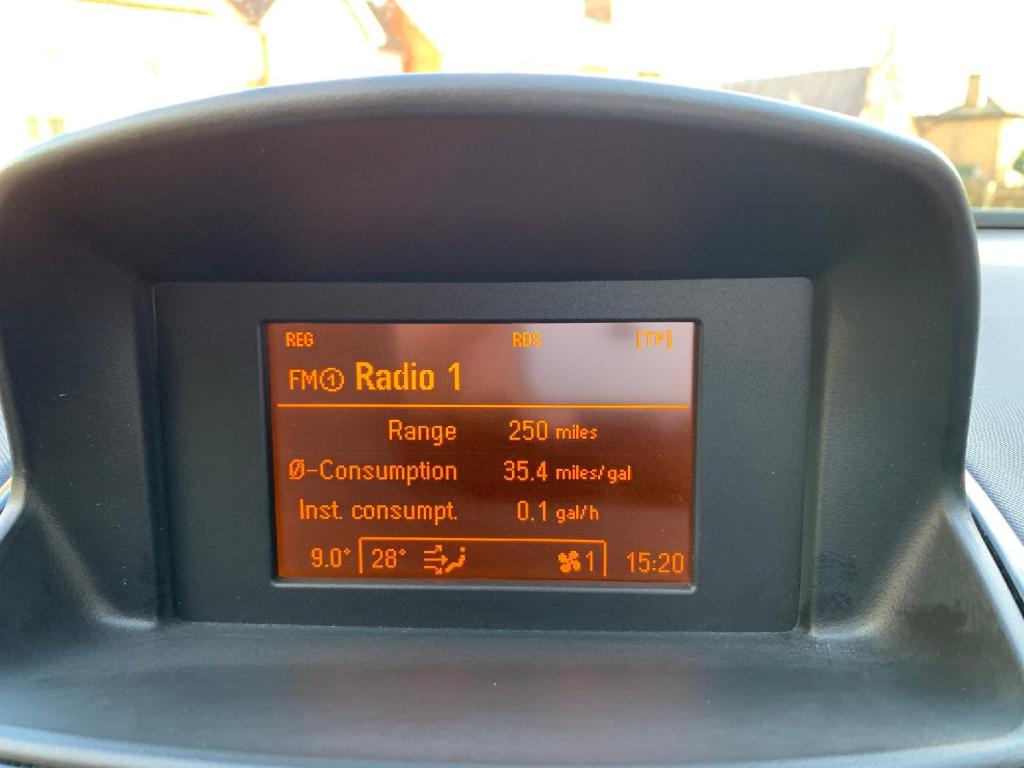 REG RDS [TP]
FM① Radio 1
Range 250 miles
Ø-Consumption 35.4 miles/gal
Inst. consumpt. 0.1 gal/h
9.0° 28° 1 15:20